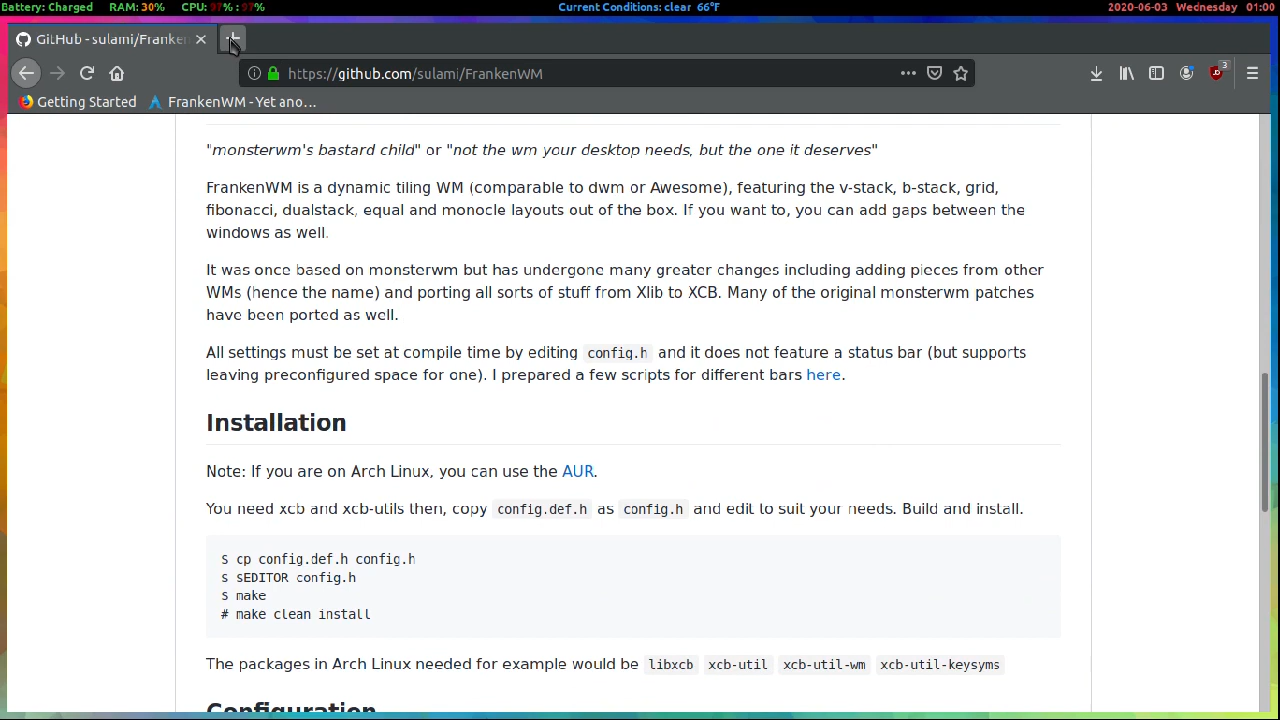 Battery: Charged RAM: 30% CPU: 97% : 97% Current Conditions: clear 66°F 2020-06-03 Wednesday 01:00
GitHub - sulami/Franken
https://github.com/sulami/FrankenWM
3
Getting Started FrankenWM - Yet ano...
"monsterwm's bastard child" or "not the wm your desktop needs, but the one it deserves"
FrankenWM is a dynamic tiling WM (comparable to dwm or Awesome), featuring the v-stack, b-stack, grid,
fibonacci, dualstack, equal and monocle layouts out of the box. If you want to, you can add gaps between the
windows as well.
It was once based on monsterwm but has undergone many greater changes including adding pieces from other
WMs (hence the name) and porting all sorts of stuff from Xlib to XCB. Many of the original monsterwm patches
have been ported as well.
All settings must be set at compile time by editing config.h and it does not feature a status bar (but supports
leaving preconfigured space for one). I prepared a few scripts for different bars here.
Installation
Note: If you are on Arch Linux, you can use the AUR.
You need xcb and xcb-utils then, copy config.def.h as config.h and edit to suit your needs. Build and install.
$ cp config.def.h config.h
$ $EDITOR config.h
$ make
# make clean install
The packages in Arch Linux needed for example would be libxcb xcb-util xcb-util-wm xcb-util-keysyms
Configuration